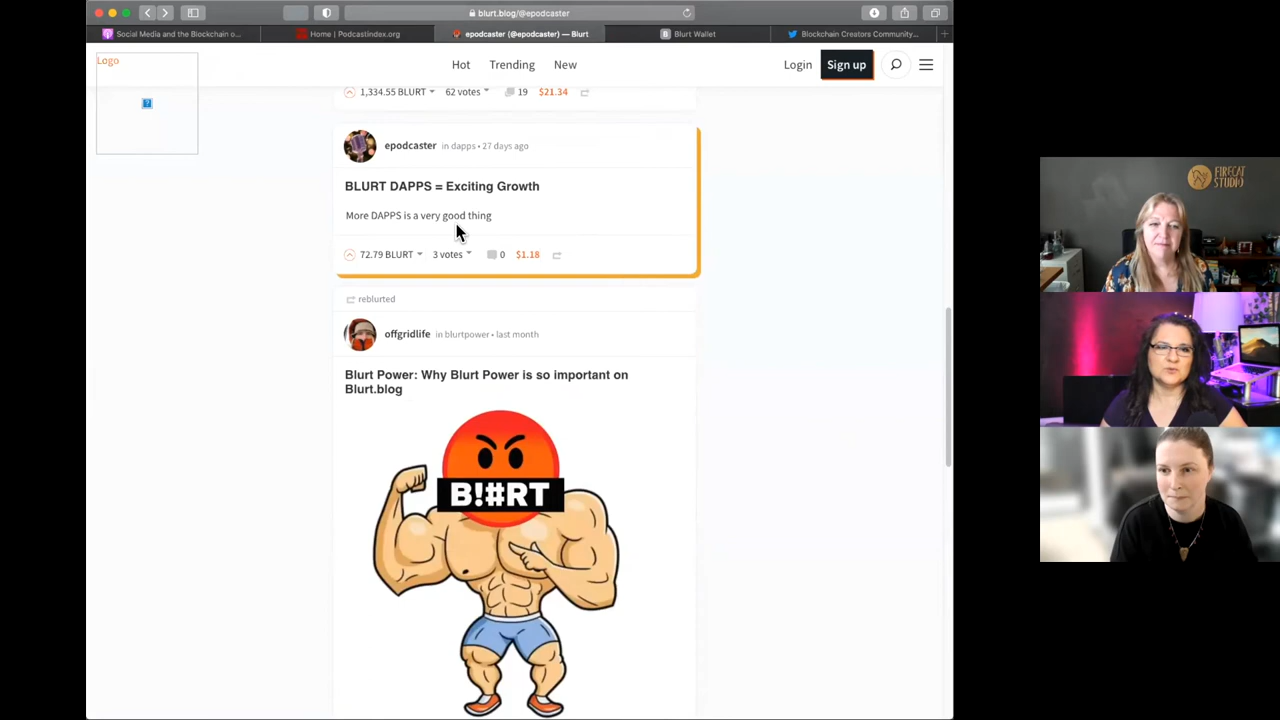 blurt.blog/@epodcaster
Social Media and the Blockchain o...
Home | Podcastindex.org
epodcaster (@epodcaster) — Blurt
B Blurt Wallet
Blockchain Creators Community...
Logo
Hot
Trending
New
Login
Sign up
1,334.55 BLURT
62 votes
19
$21.34
epodcaster in dapps • 27 days ago
BLURT DAPPS = Exciting Growth
More DAPPS is a very good thing
72.79 BLURT
3 votes
0
$1.18
reblurted
offgridlife in blurtpower • last month
Blurt Power: Why Blurt Power is so important on
Blurt.blog
B!#RT
FIRECAT
STUDIO